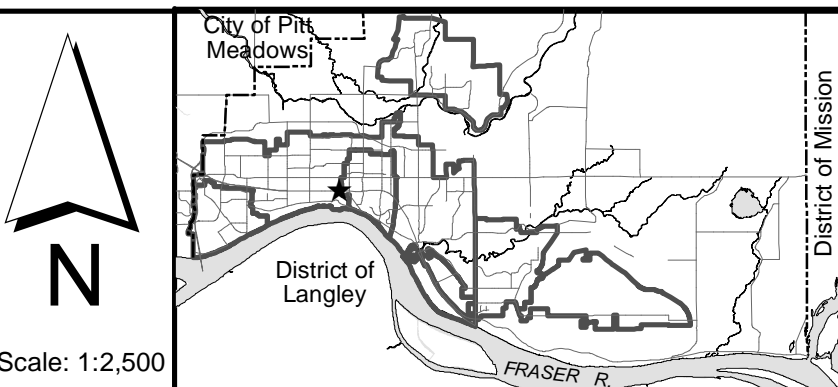 N
Scale: 1:2,500
City of Pitt
Meadows
District of
Langley
FRASER R.
District of Mission